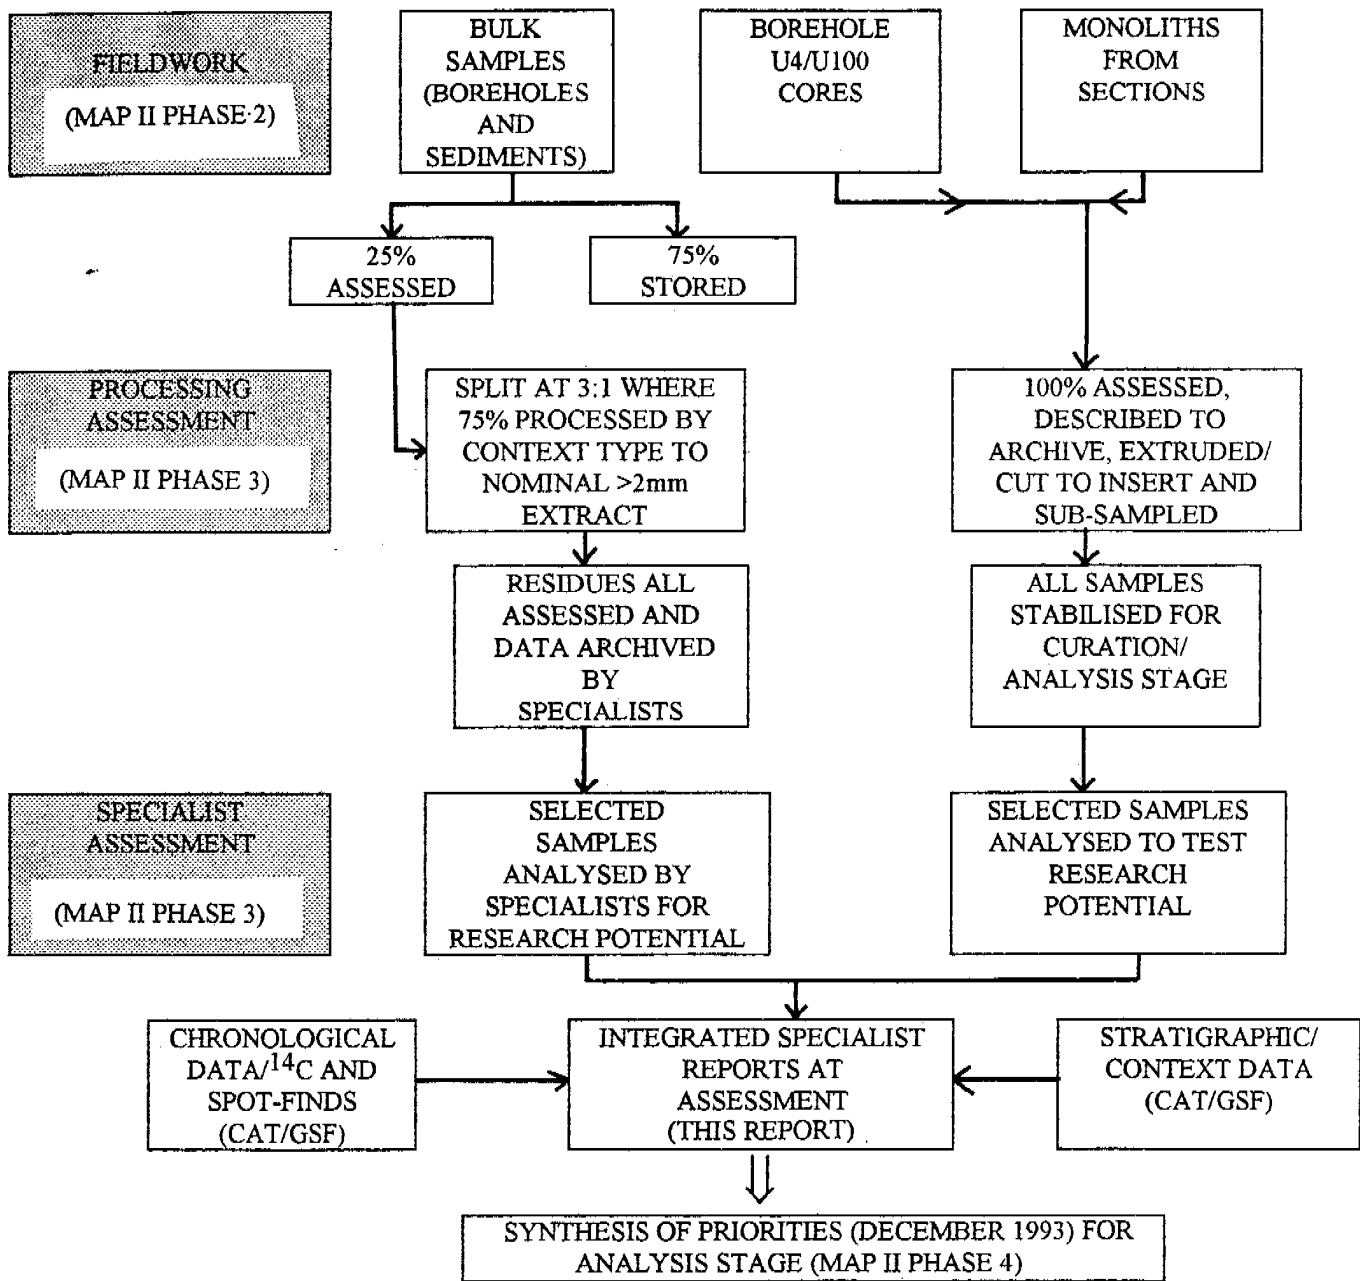 FIELDWORK
(MAP II PHASE 2)
BULK
SAMPLES
(BOREHOLES
AND
SEDIMENTS)
BOREHOLE
U4/U100
CORES
MONOLITHS
FROM
SECTIONS
25%
ASSESSED
75%
STORED
PROCESSING
ASSESSMENT
(MAP II PHASE 3)
SPLIT AT 3:1 WHERE
75% PROCESSED BY
CONTEXT TYPE TO
NOMINAL >2mm
EXTRACT
100% ASSESSED,
DESCRIBED TO
ARCHIVE, EXTRUDED/
CUT TO INSERT AND
SUB-SAMPLED
RESIDUES ALL
ASSESSED AND
DATA ARCHIVED
BY
SPECIALISTS
ALL SAMPLES
STABILISED FOR
CURATION/
ANALYSIS STAGE
SPECIALIST
ASSESSMENT
(MAP II PHASE 3)
SELECTED
SAMPLES
ANALYSED BY
SPECIALISTS FOR
RESEARCH POTENTIAL
SELECTED SAMPLES
ANALYSED TO TEST
RESEARCH
POTENTIAL
CHRONOLOGICAL
DATA/¹⁴C AND
SPOT-FINDS
(CAT/GSF)
INTEGRATED SPECIALIST
REPORTS AT
ASSESSMENT
(THIS REPORT)
STRATIGRAPHIC/
CONTEXT DATA
(CAT/GSF)
SYNTHESIS OF PRIORITIES (DECEMBER 1993) FOR
ANALYSIS STAGE (MAP II PHASE 4)